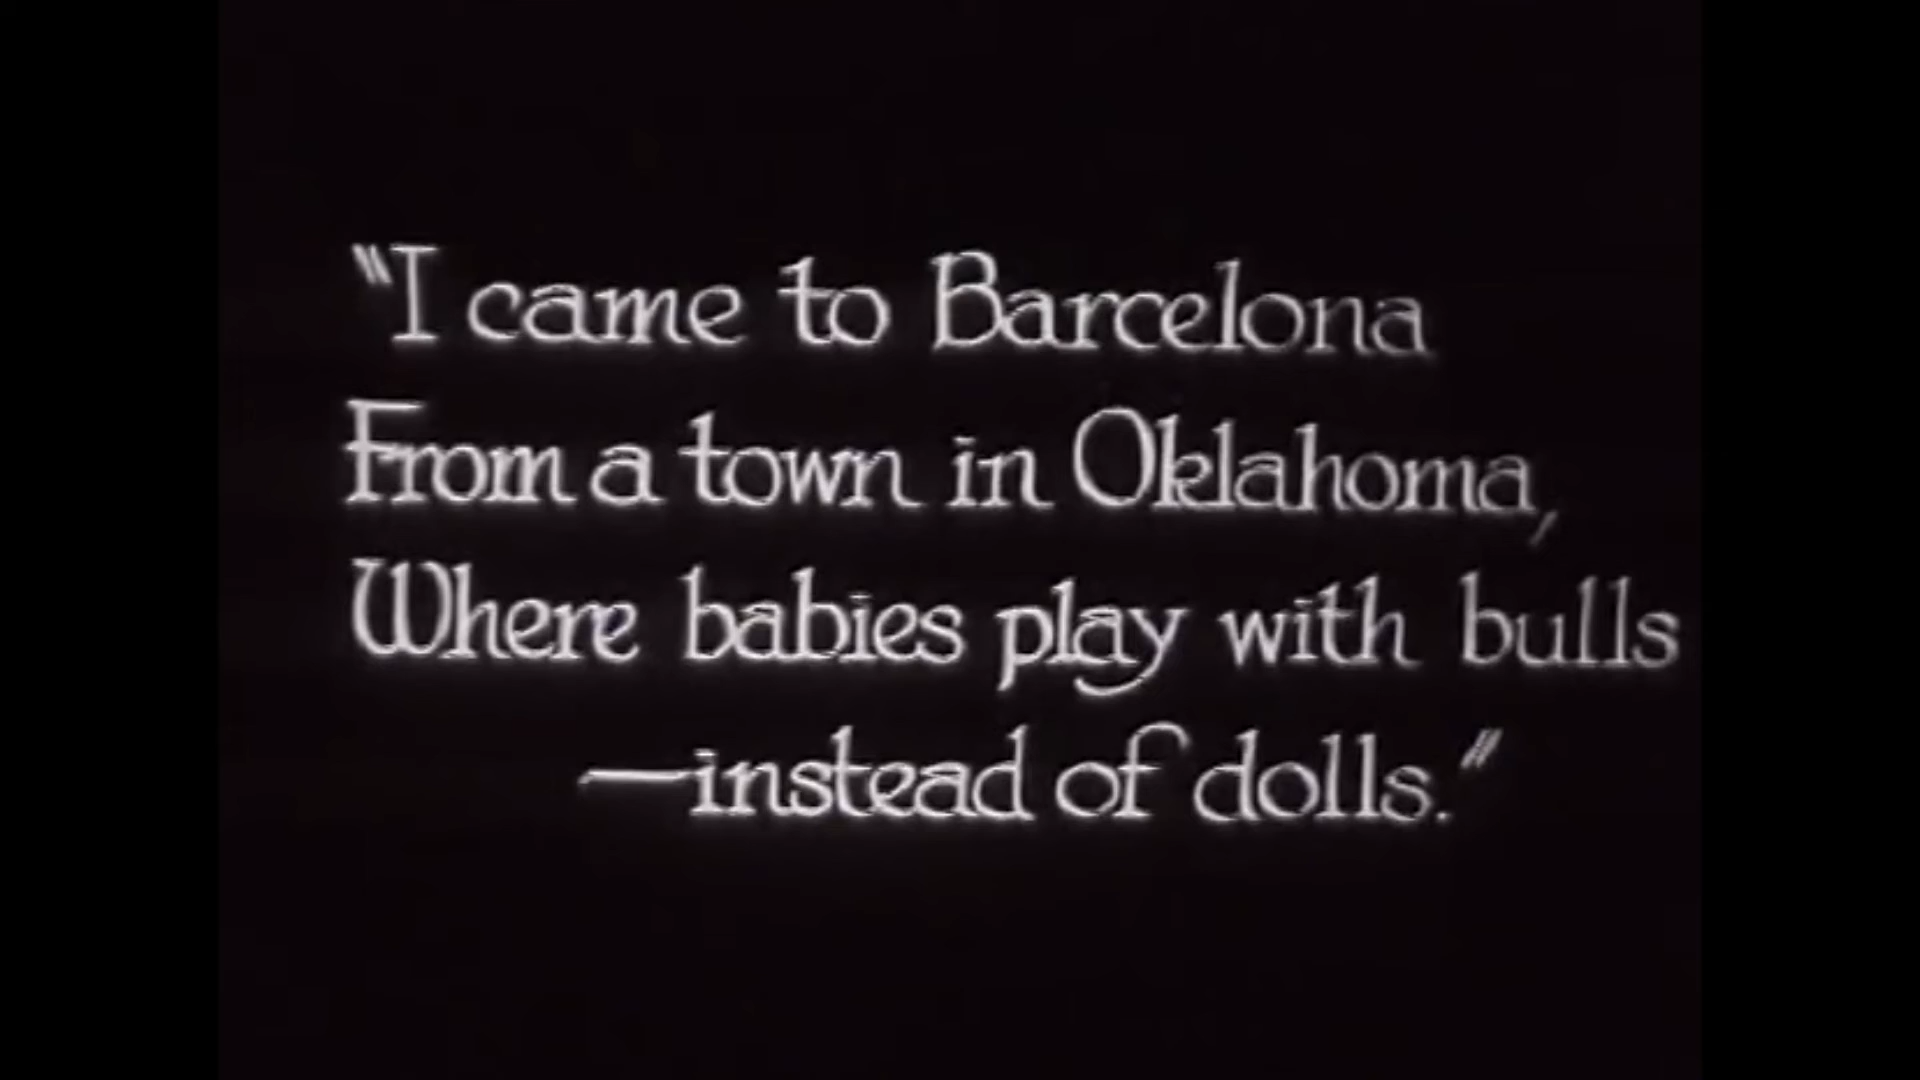 "I came to Barcelona
From a town in Oklahoma,
Where babies play with bulls
—instead of dolls."